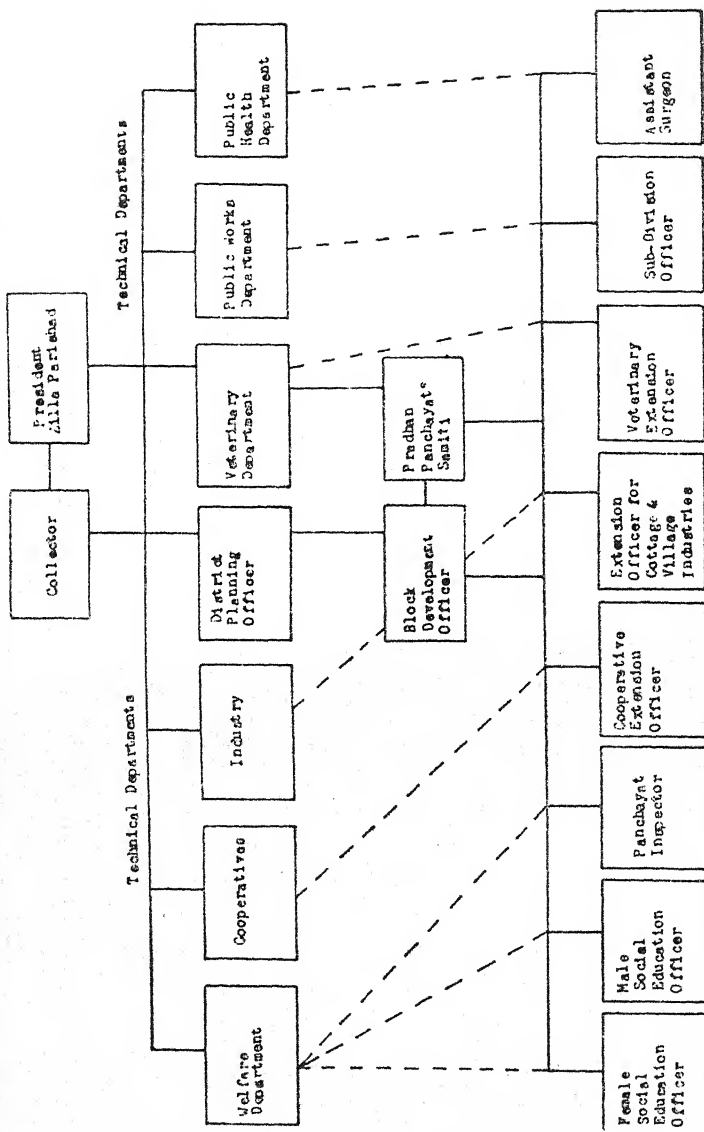 Collector
President
Zilla Parishad
Technical Departments
Technical Departments
Welfare
Department
Cooperatives
Industry
District
Planning
Officer
Veterinary
Department
Public Works
Department
Public
Health
Department
Block
Development
Officer
Pradhan
Panchayat*
Samiti
Female
Social
Education
Officer
Male
Social
Education
Officer
Panchayat
Inspector
Cooperative
Extension
Officer
Extension
Officer for
Cottage &
Village
Industries
Veterinary
Extension
Officer
Sub-Division
Officer
Assistant
Surgeon